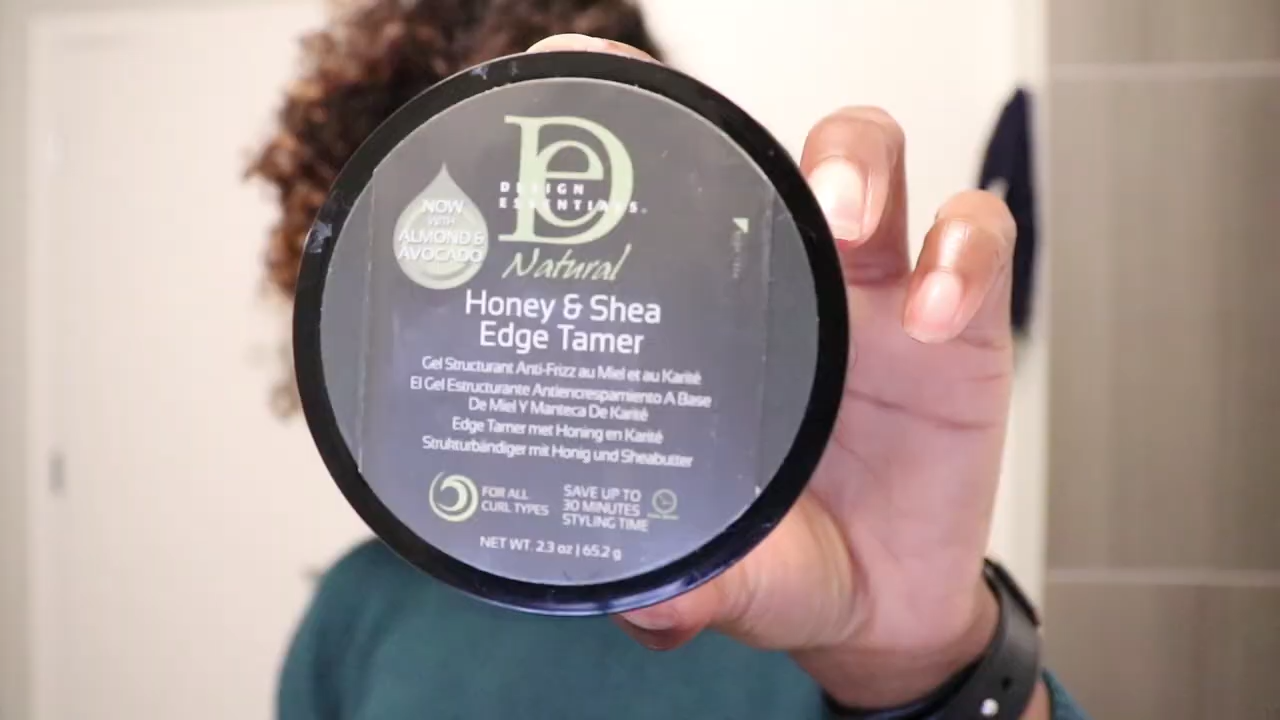 De
DESIGN
ESSENTIALS®
Natural
NOW
WITH
ALMOND &
AVOCADO
Honey & Shea
Edge Tamer
Gel Structurant Anti-Frizz au Miel et au Karité
El Gel Estructurante Antiencrespamiento A Base
De Miel Y Manteca De Karité
Edge Tamer met Honing en Karité
Strukturbändiger mit Honig und Sheabutter
FOR ALL
CURL TYPES
SAVE UP TO
30 MINUTES
STYLING TIME
NET WT. 2.3 oz | 65.2 g